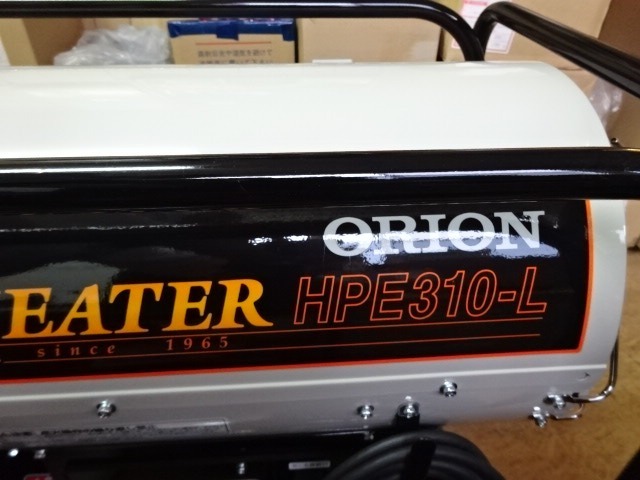 ORION
EATER HPE310-L
since 1965